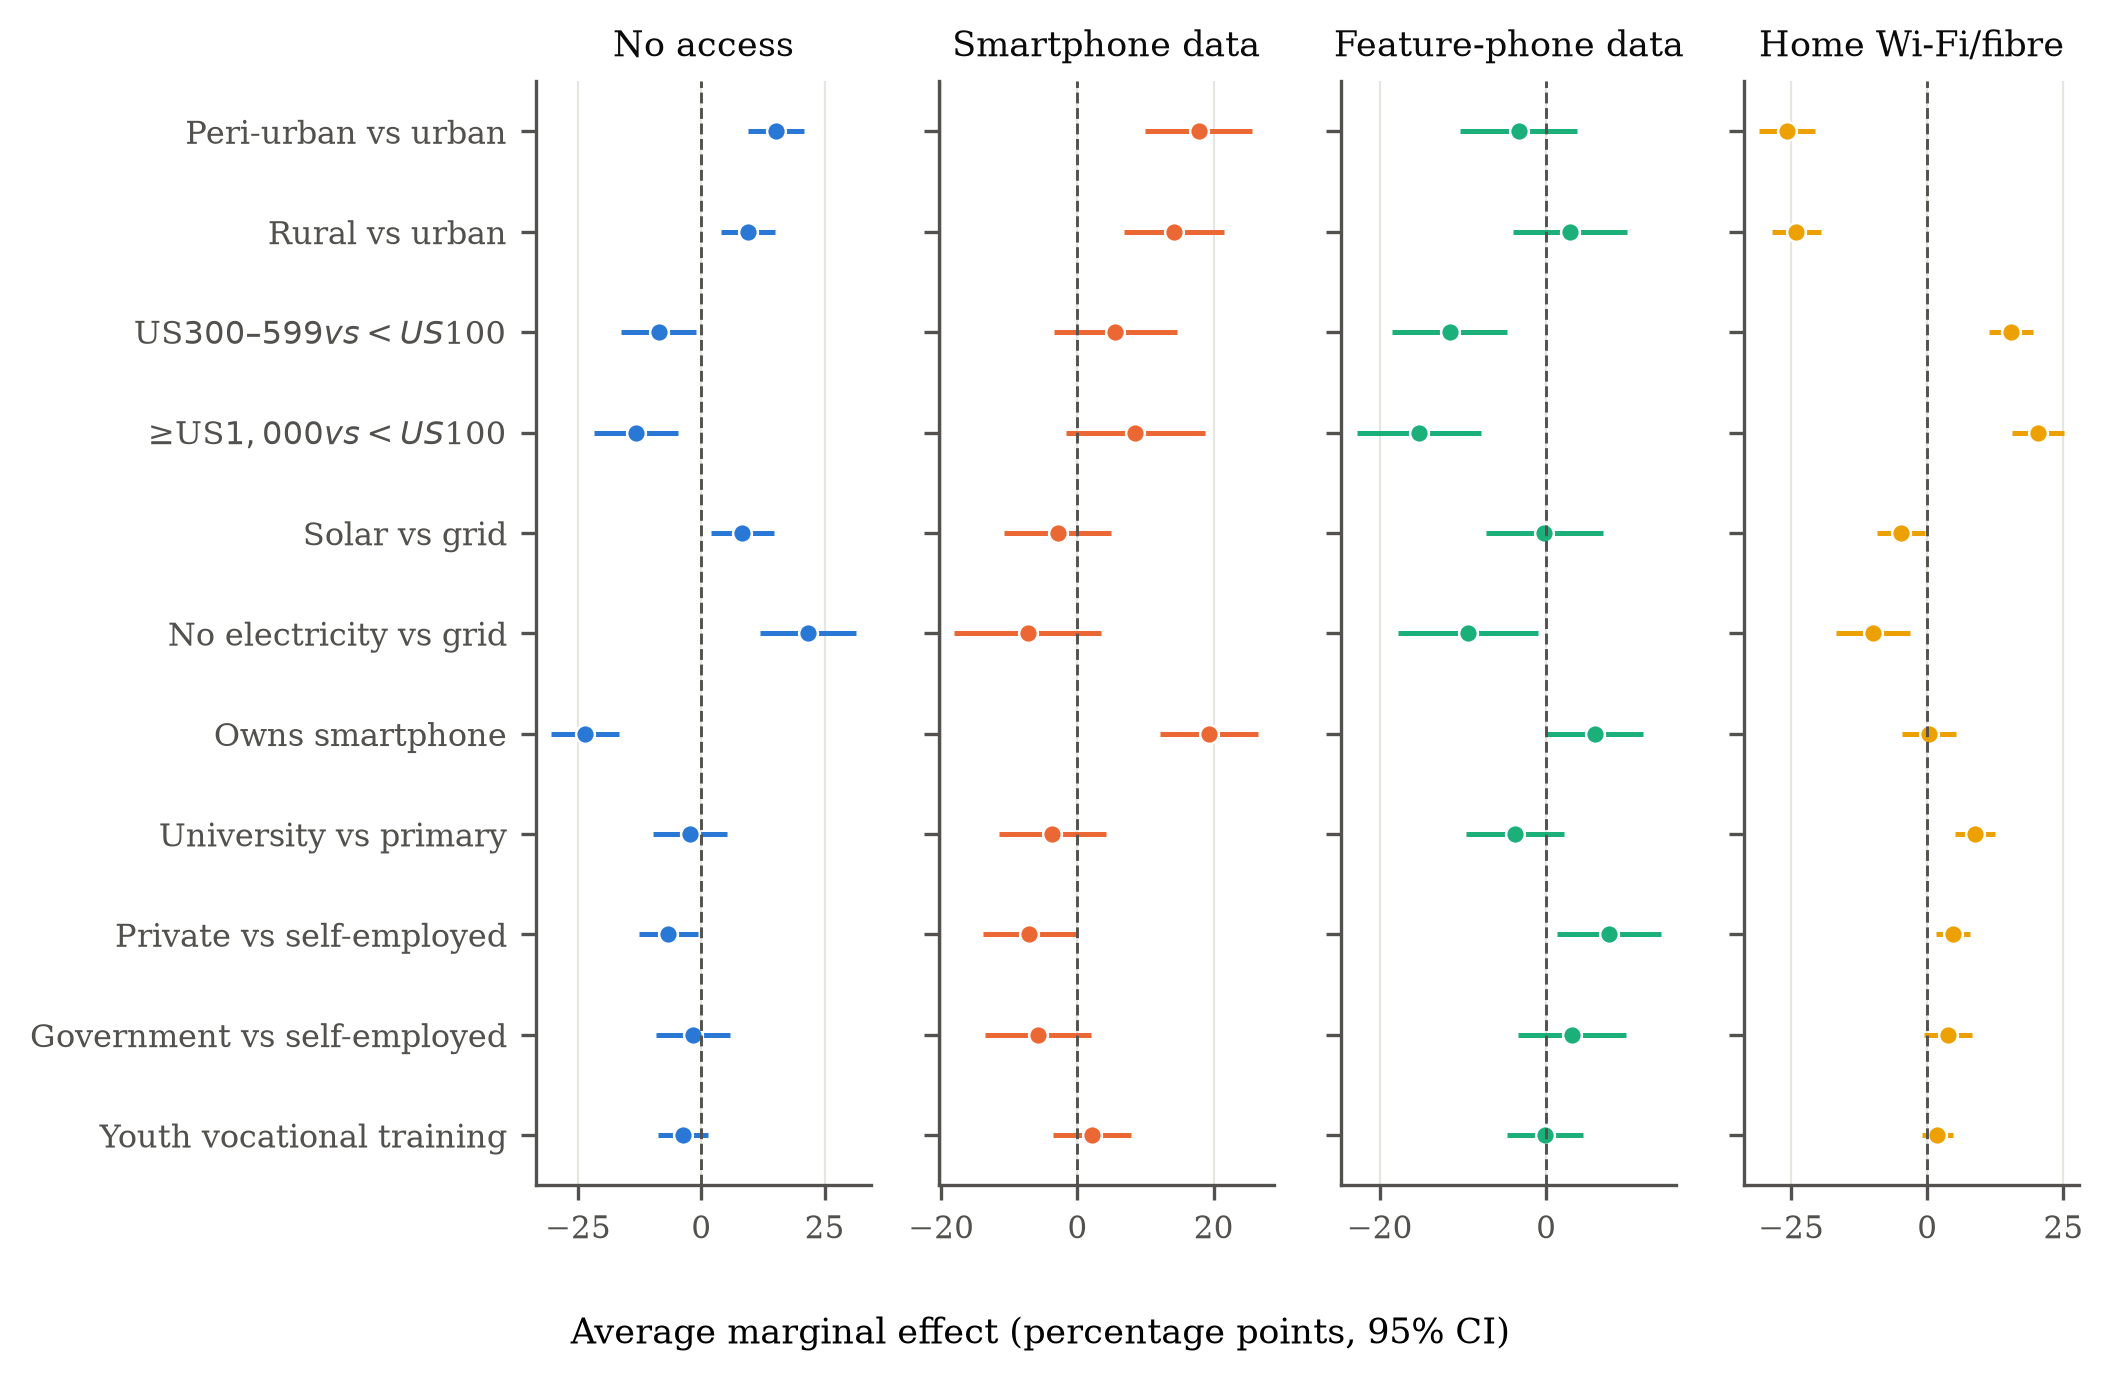 No access Smartphone data Feature-phone data Home Wi-Fi/fibre
Peri-urban vs urban
Rural vs urban
US300–599vs < US100
≥US1, 000vs < US100
Solar vs grid
No electricity vs grid
Owns smartphone
University vs primary
Private vs self-employed
Government vs self-employed
Youth vocational training
−25 0 25 −20 0 20 −20 0 −25 0 25
Average marginal effect (percentage points, 95% CI)